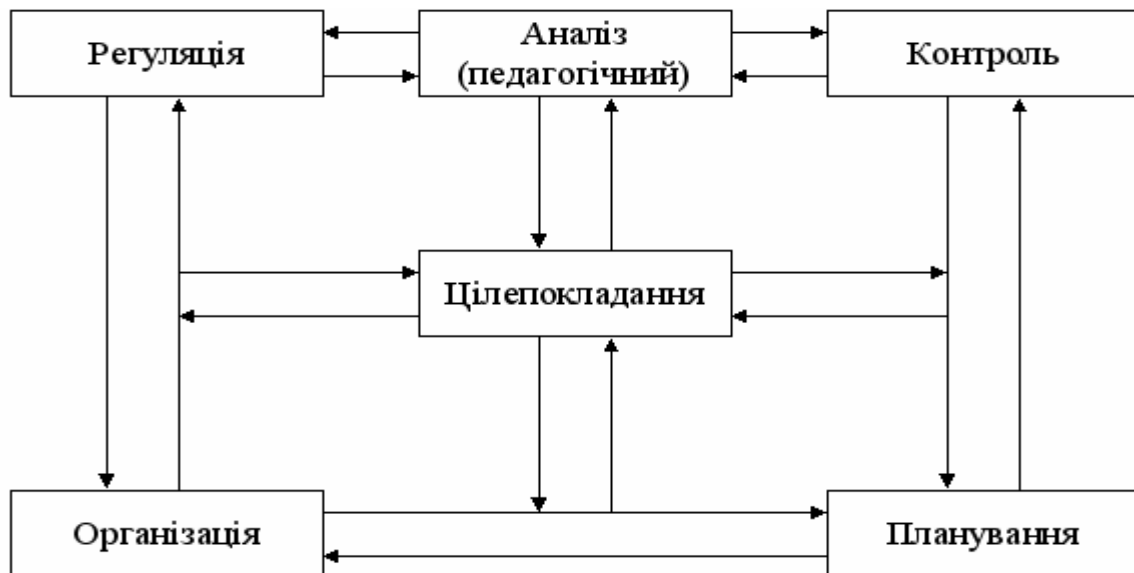 Регуляція
Аналіз
(педагогічний)
Контроль
Цілепокладання
Організація
Планування